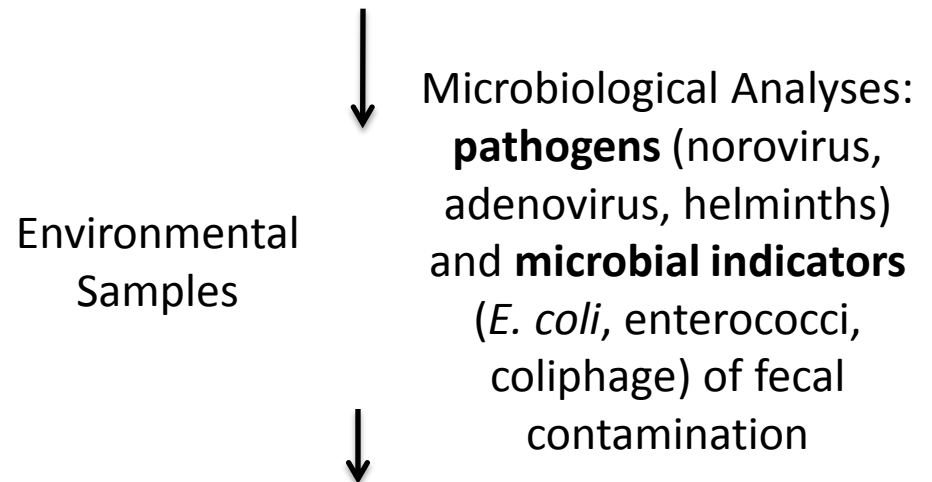 Environmental
Samples
Microbiological Analyses:
pathogens (norovirus,
adenovirus, helminths)
and microbial indicators
(E. coli, enterococci,
coliphage) of fecal
contamination